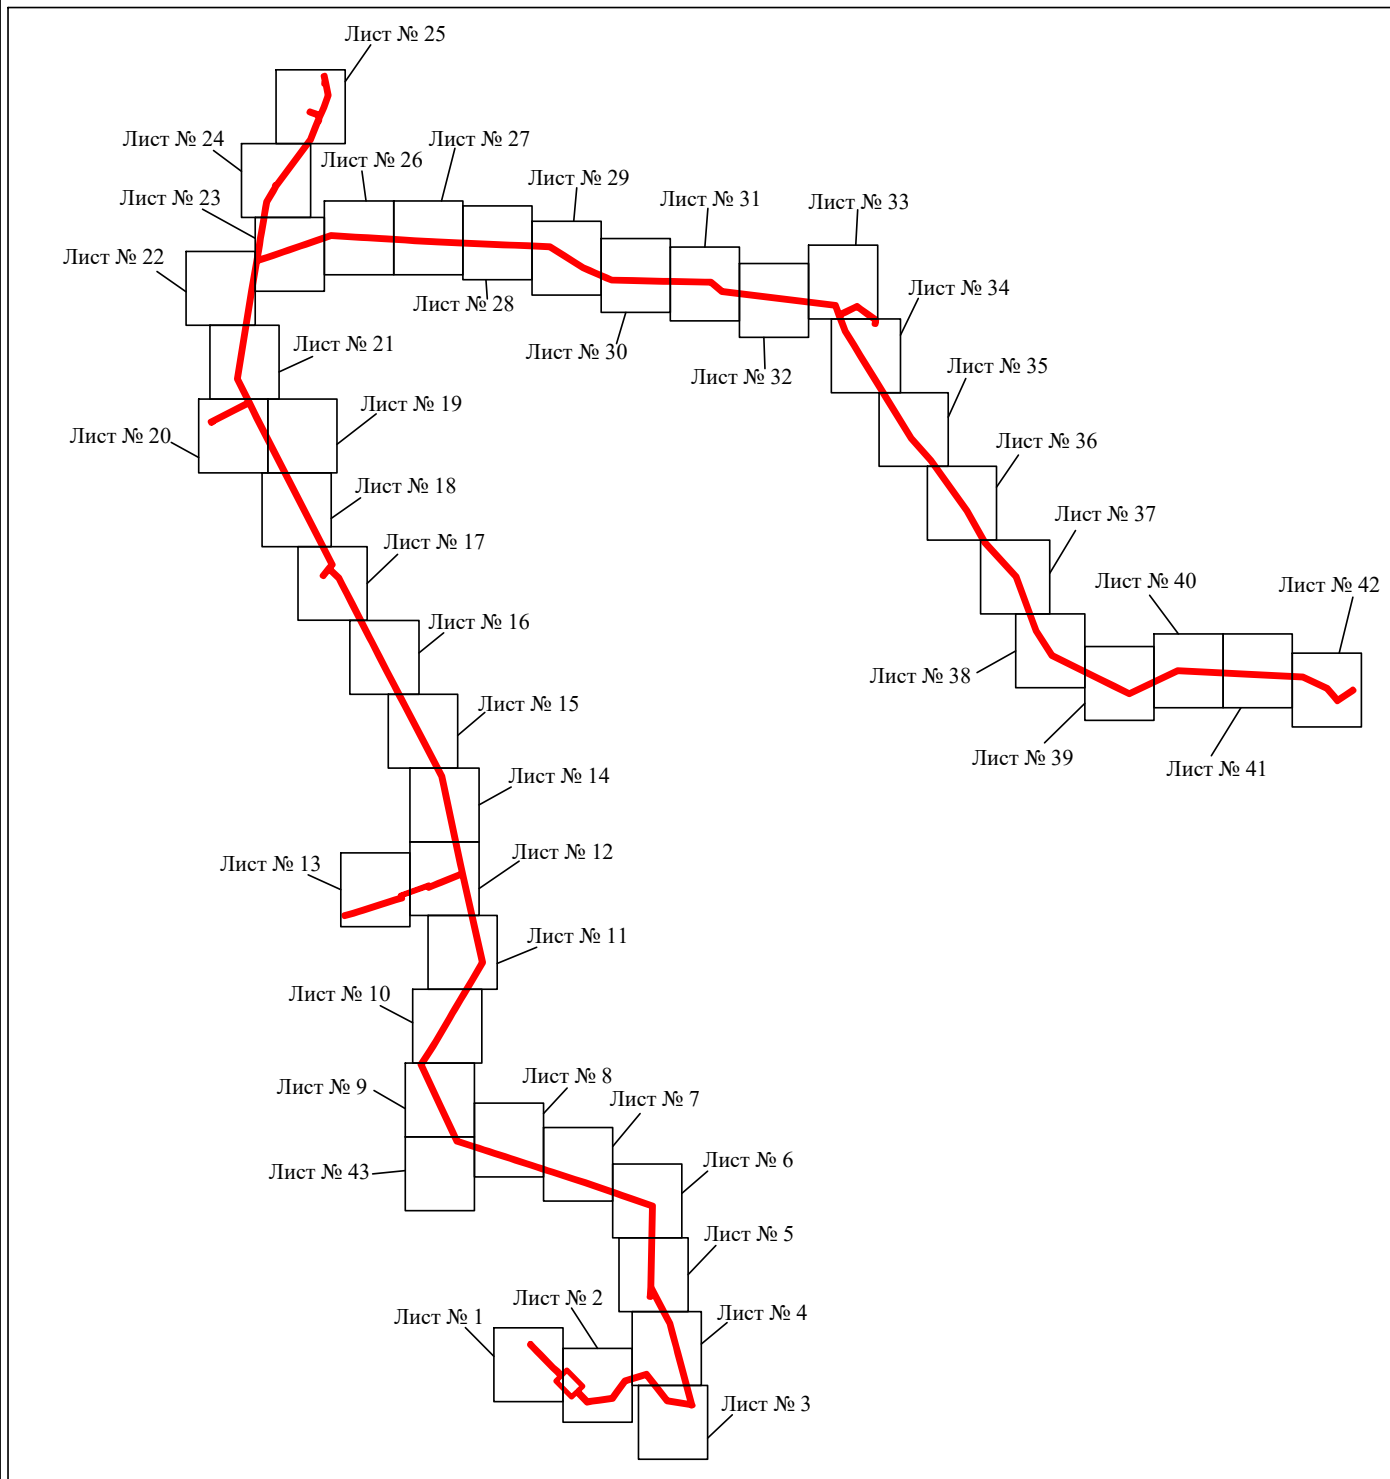 Лист № 25
Лист № 24
Лист № 27
Лист № 26
Лист № 29
Лист № 23
Лист № 31
Лист № 33
Лист № 22
Лист № 34
Лист № 28
Лист № 21
Лист № 30
Лист № 35
Лист № 32
Лист № 19
Лист № 20
Лист № 36
Лист № 18
Лист № 37
Лист № 17
Лист № 40
Лист № 42
Лист № 16
Лист № 38
Лист № 15
Лист № 39
Лист № 41
Лист № 14
Лист № 12
Лист № 13
Лист № 11
Лист № 10
Лист № 8
Лист № 9
Лист № 7
Лист № 6
Лист № 43
Лист № 5
Лист № 2
Лист № 4
Лист № 1
Лист № 3